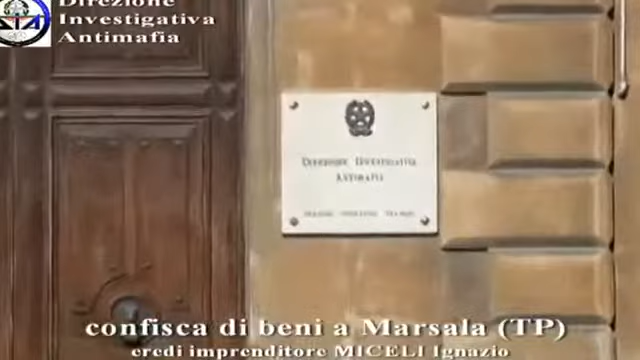 Direzione
Investigativa
Antimafia
DIREZIONE INVESTIGATIVA
ANTIMAFIA
confisca di beni a Marsala (TP)
eredi imprenditore MICELI Ignazio